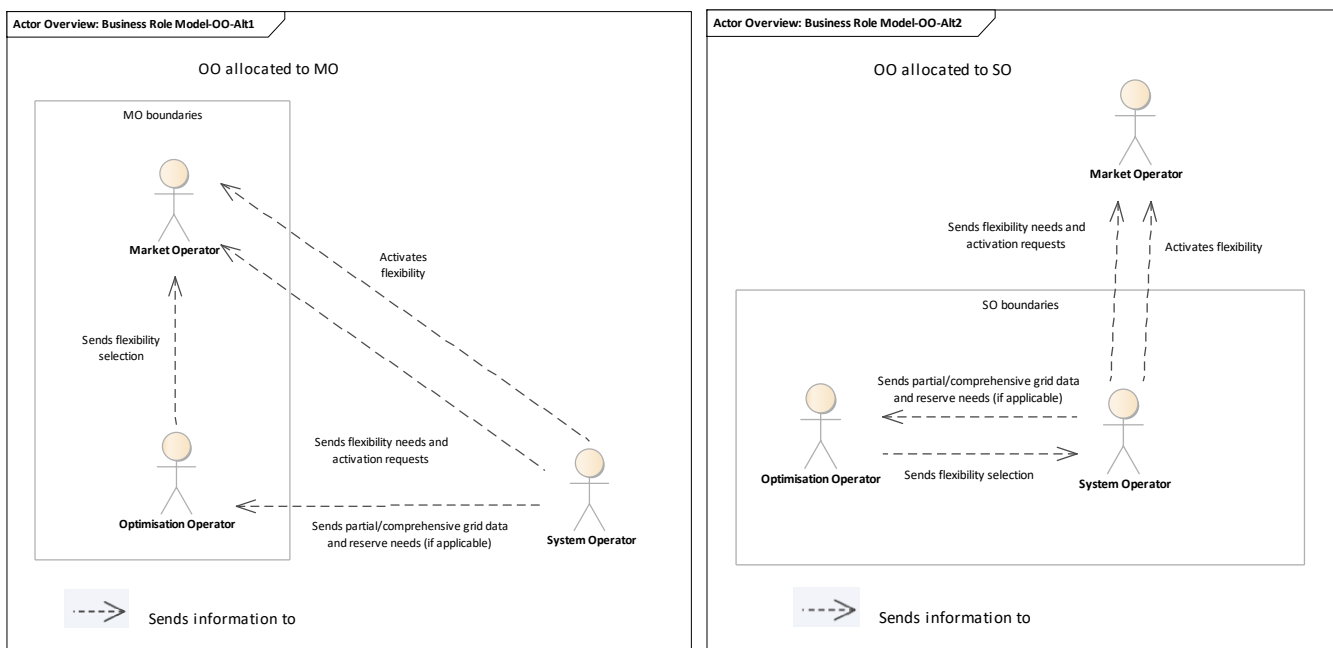 Actor Overview: Business Role Model-OO-Alt1
OO allocated to MO
MO boundaries
Market Operator
Activates
flexibility
Sends flexibility
selection
Sends flexibility needs and
activation requests
Optimisation Operator
Sends partial/comprehensive grid data
and reserve needs (if applicable)
System Operator
Sends information to
Actor Overview: Business Role Model-OO-Alt2
OO allocated to SO
Market Operator
Sends flexibility needs and
activation requests
Activates flexibility
SO boundaries
Sends partial/comprehensive grid data
and reserve needs (if applicable)
Optimisation Operator
Sends flexibility selection
System Operator
Sends information to